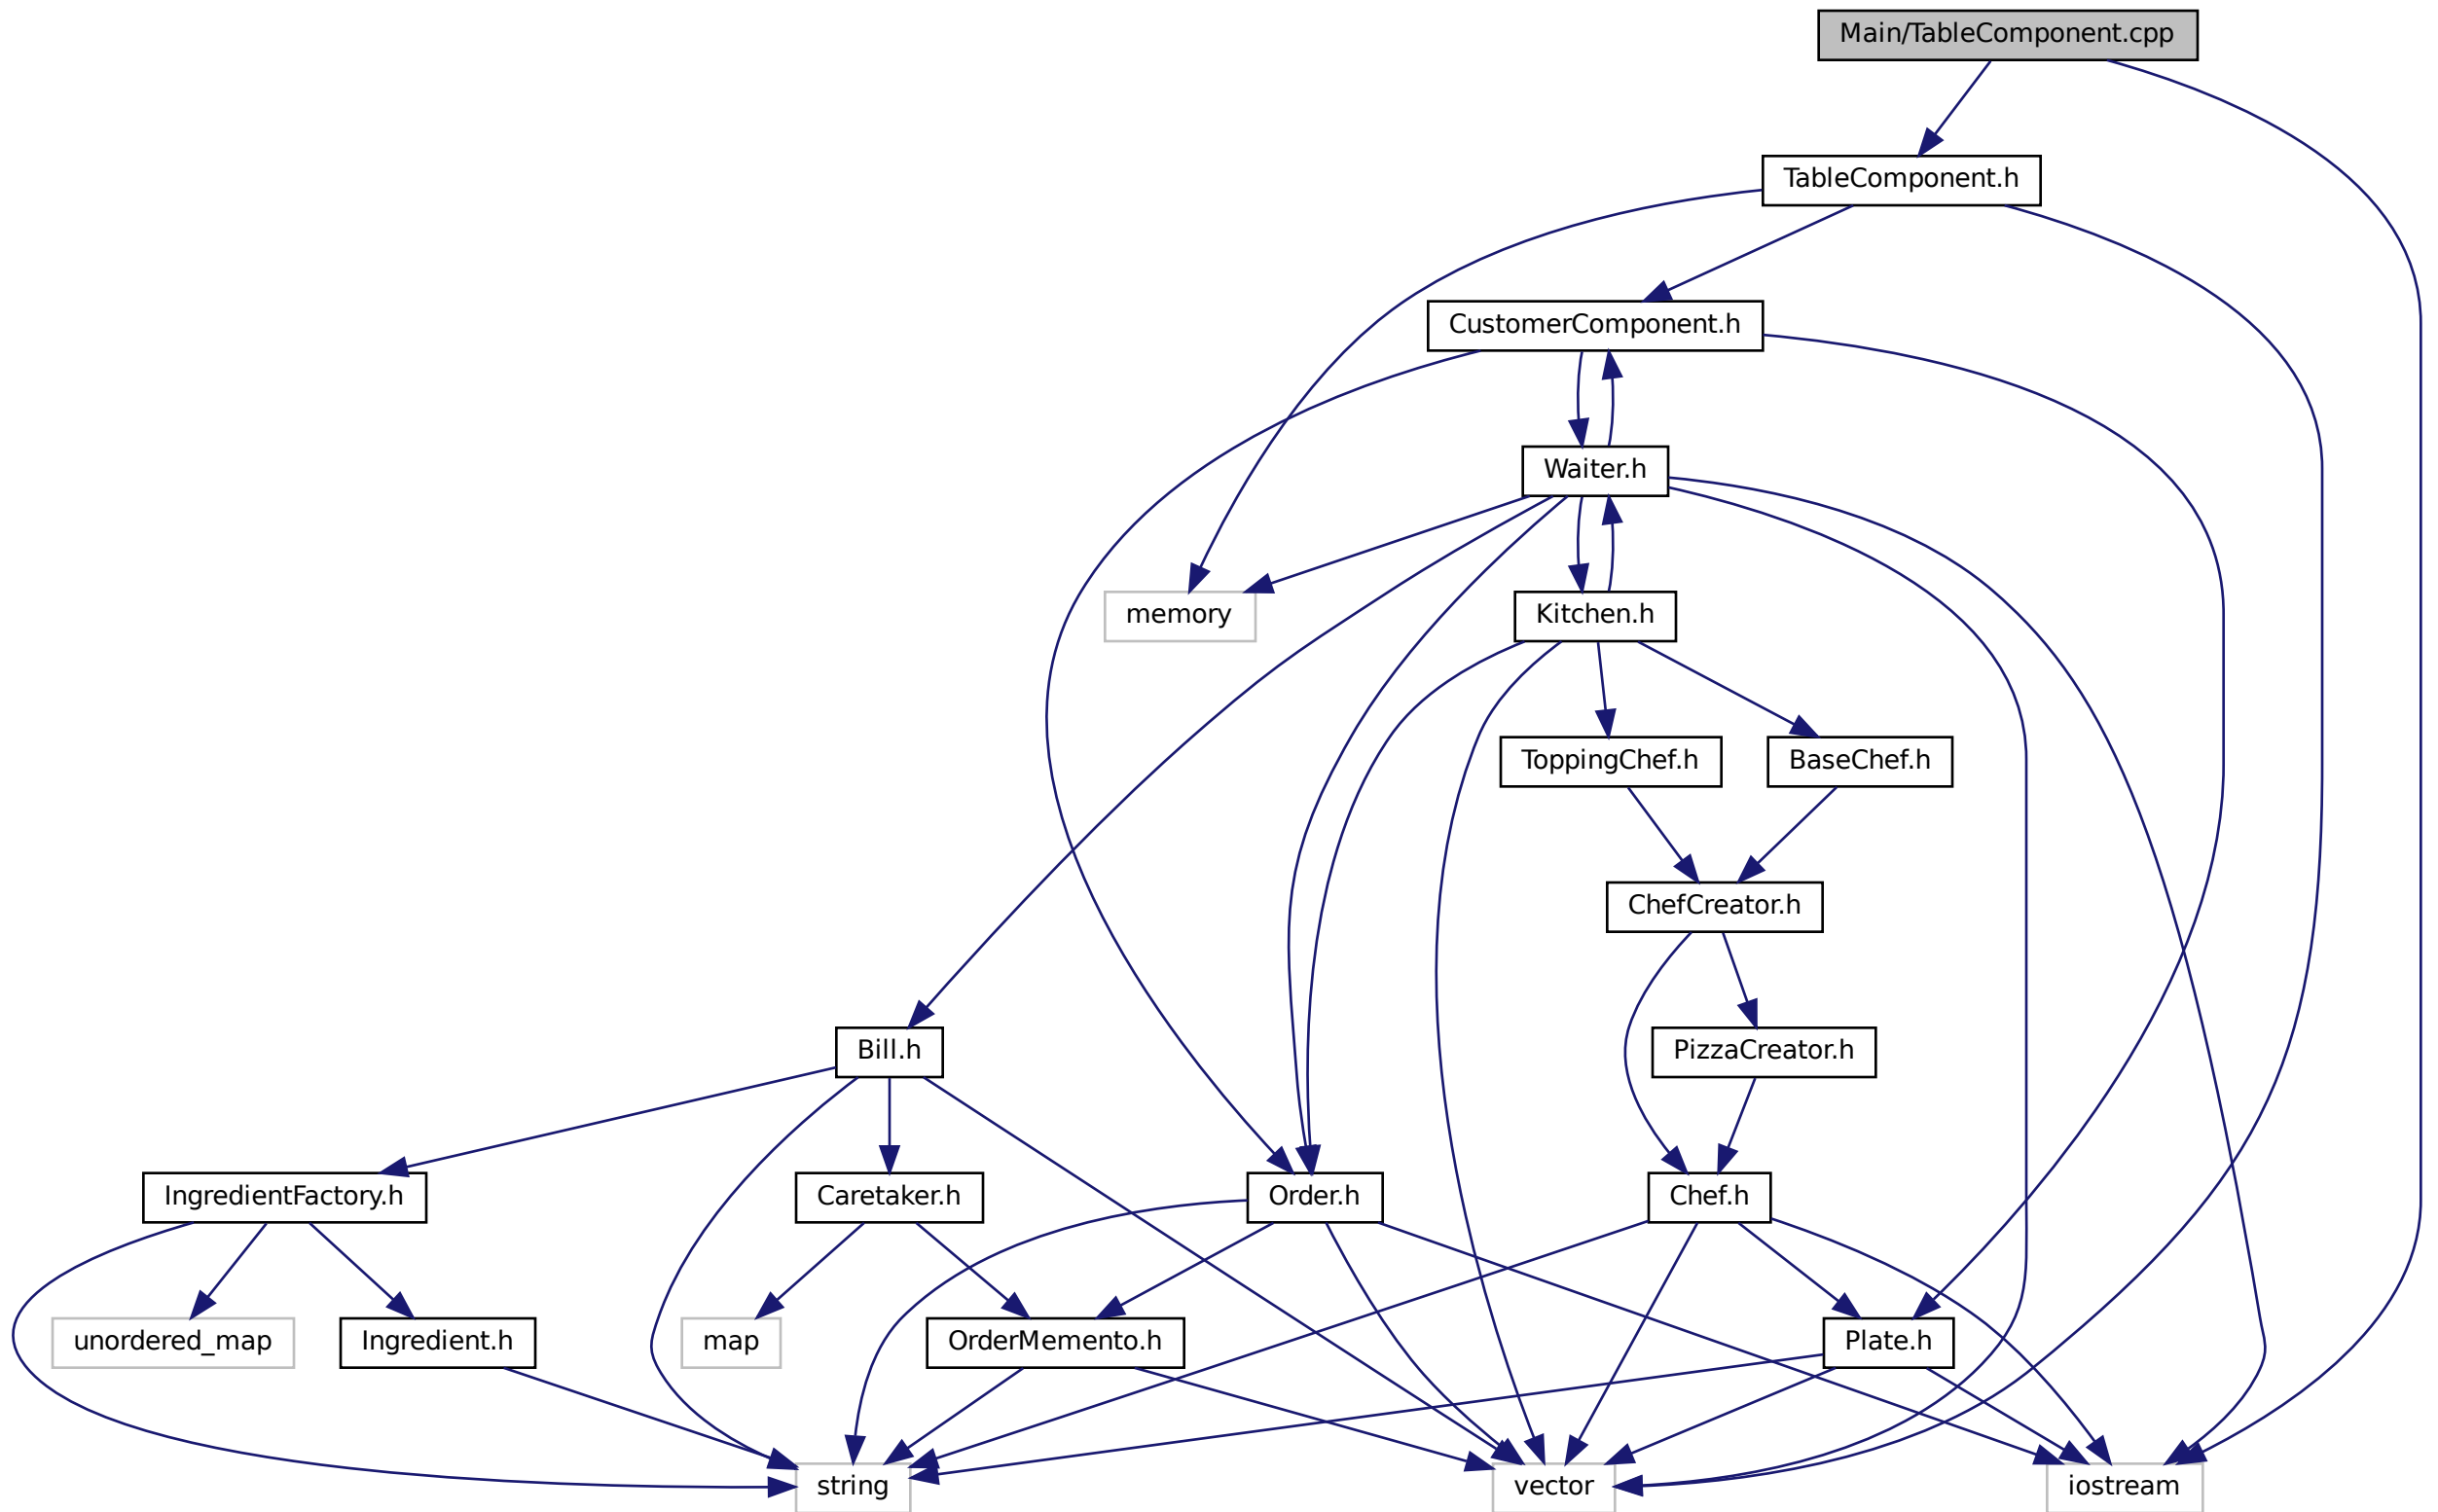 Main/TableComponent.cpp
TableComponent.h
CustomerComponent.h
Waiter.h
memory
Kitchen.h
ToppingChef.h
BaseChef.h
ChefCreator.h
Bill.h
PizzaCreator.h
IngredientFactory.h
Caretaker.h
Order.h
Chef.h
unordered_map
Ingredient.h
map
OrderMemento.h
Plate.h
string
vector
iostream